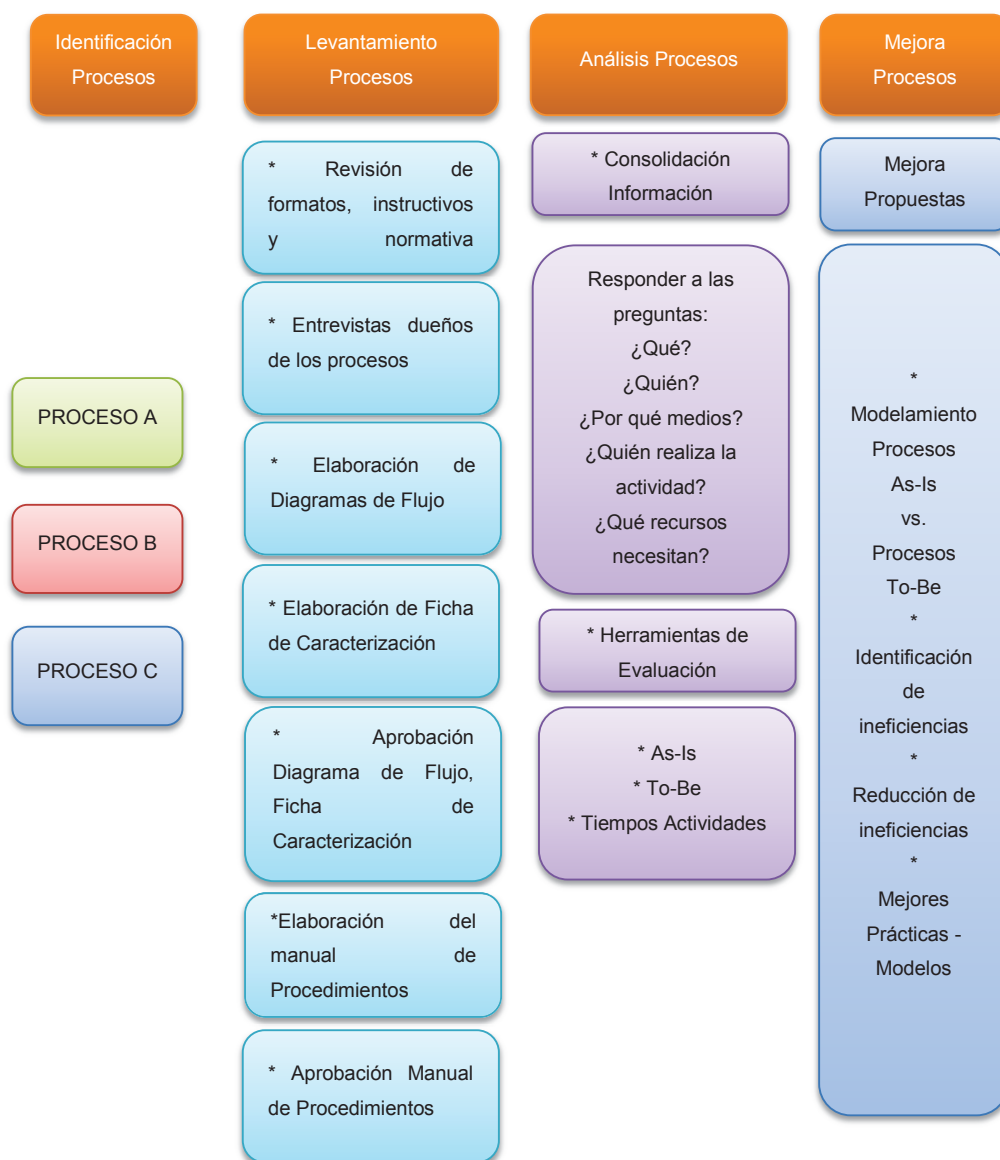 Identificación
Procesos
Levantamiento
Procesos
Análisis Procesos
Mejora
Procesos
PROCESO A
PROCESO B
PROCESO C
* Revisión de
formatos, instructivos
y normativa
* Entrevistas dueños
de los procesos
* Elaboración de
Diagramas de Flujo
* Elaboración de Ficha
de Caracterización
* Aprobación
Diagrama de Flujo,
Ficha de
Caracterización
*Elaboración del
manual de
Procedimientos
* Aprobación Manual
de Procedimientos
* Consolidación
Información
Responder a las
preguntas:
¿Qué?
¿Quién?
¿Por qué medios?
¿Quién realiza la
actividad?
¿Qué recursos
necesitan?
* Herramientas de
Evaluación
* As-Is
* To-Be
* Tiempos Actividades
Mejora
Propuestas
*
Modelamiento
Procesos
As-Is
vs.
Procesos
To-Be
*
Identificación
de
ineficiencias
*
Reducción de
ineficiencias
*
Mejores
Prácticas -
Modelos